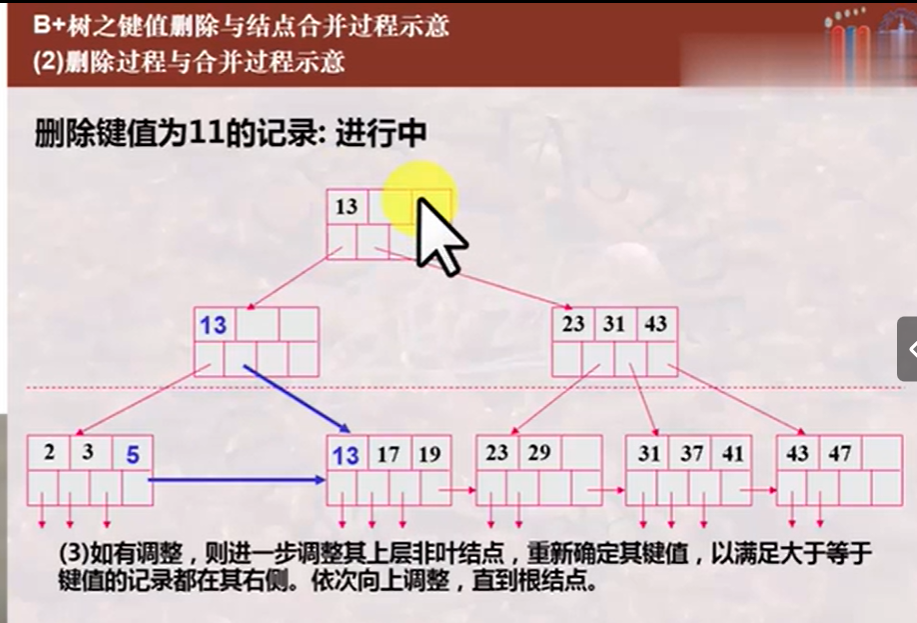 B+树之键值删除与结点合并过程示意
(2)删除过程与合并过程示意
删除键值为11的记录: 进行中
13
13
23 31 43
2 3 5
13 17 19
23 29
31 37 41
43 47
(3)如有调整，则进一步调整其上层非叶结点，重新确定其键值，以满足大于等于
键值的记录都在其右侧。依次向上调整，直到根结点。